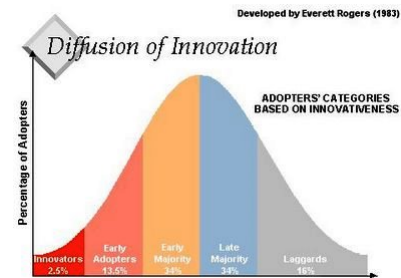 Developed by Everett Rogers (1983)
Diffusion of Innovation
ADOPTERS' CATEGORIES
BASED ON INNOVATIVENESS
Percentage of Adopters
Innovators
2.5%
Early
Adopters
13.5%
Early
Majority
34%
Late
Majority
34%
Laggards
16%